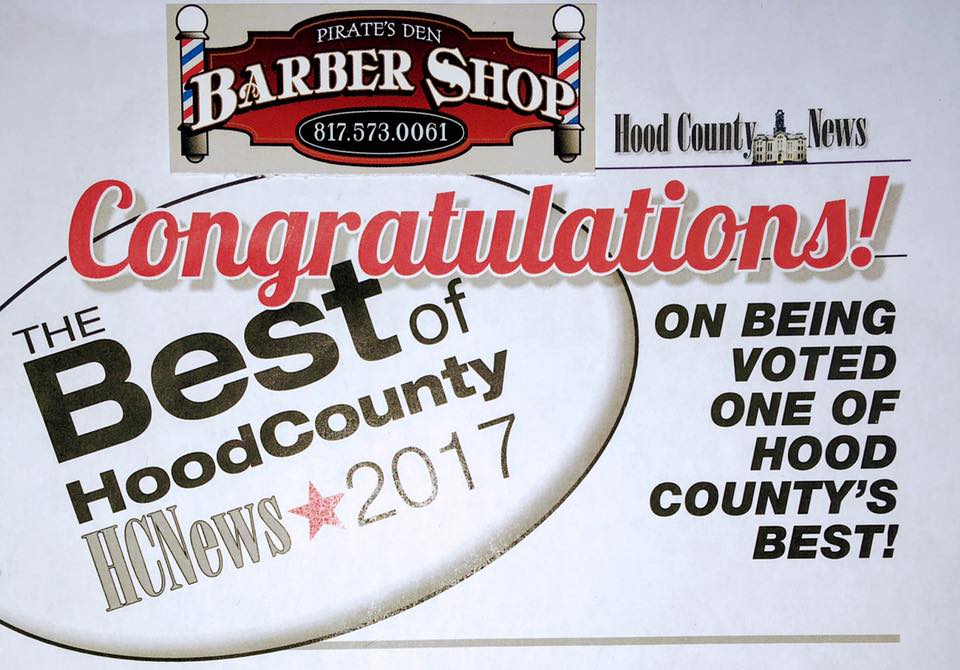 PIRATE'S DEN
BARBER SHOP
817.573.0061
Hood County News
Congratulations!
THE
Best of
HoodCounty
HCNews 2017
ON BEING
VOTED
ONE OF
HOOD
COUNTY'S
BEST!